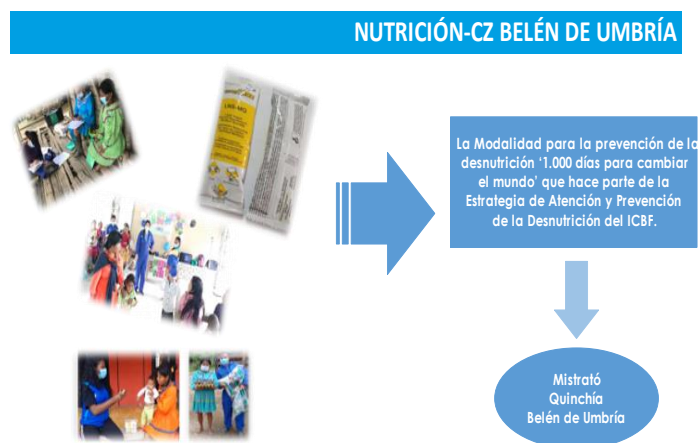 NUTRICIÓN-CZ BELÉN DE UMBRÍA
La Modalidad para la prevención de la
desnutrición ‘1.000 días para cambiar
el mundo’ que hace parte de la
Estrategia de Atención y Prevención
de la Desnutrición del ICBF.
Mistrató
Quinchía
Belén de Umbría